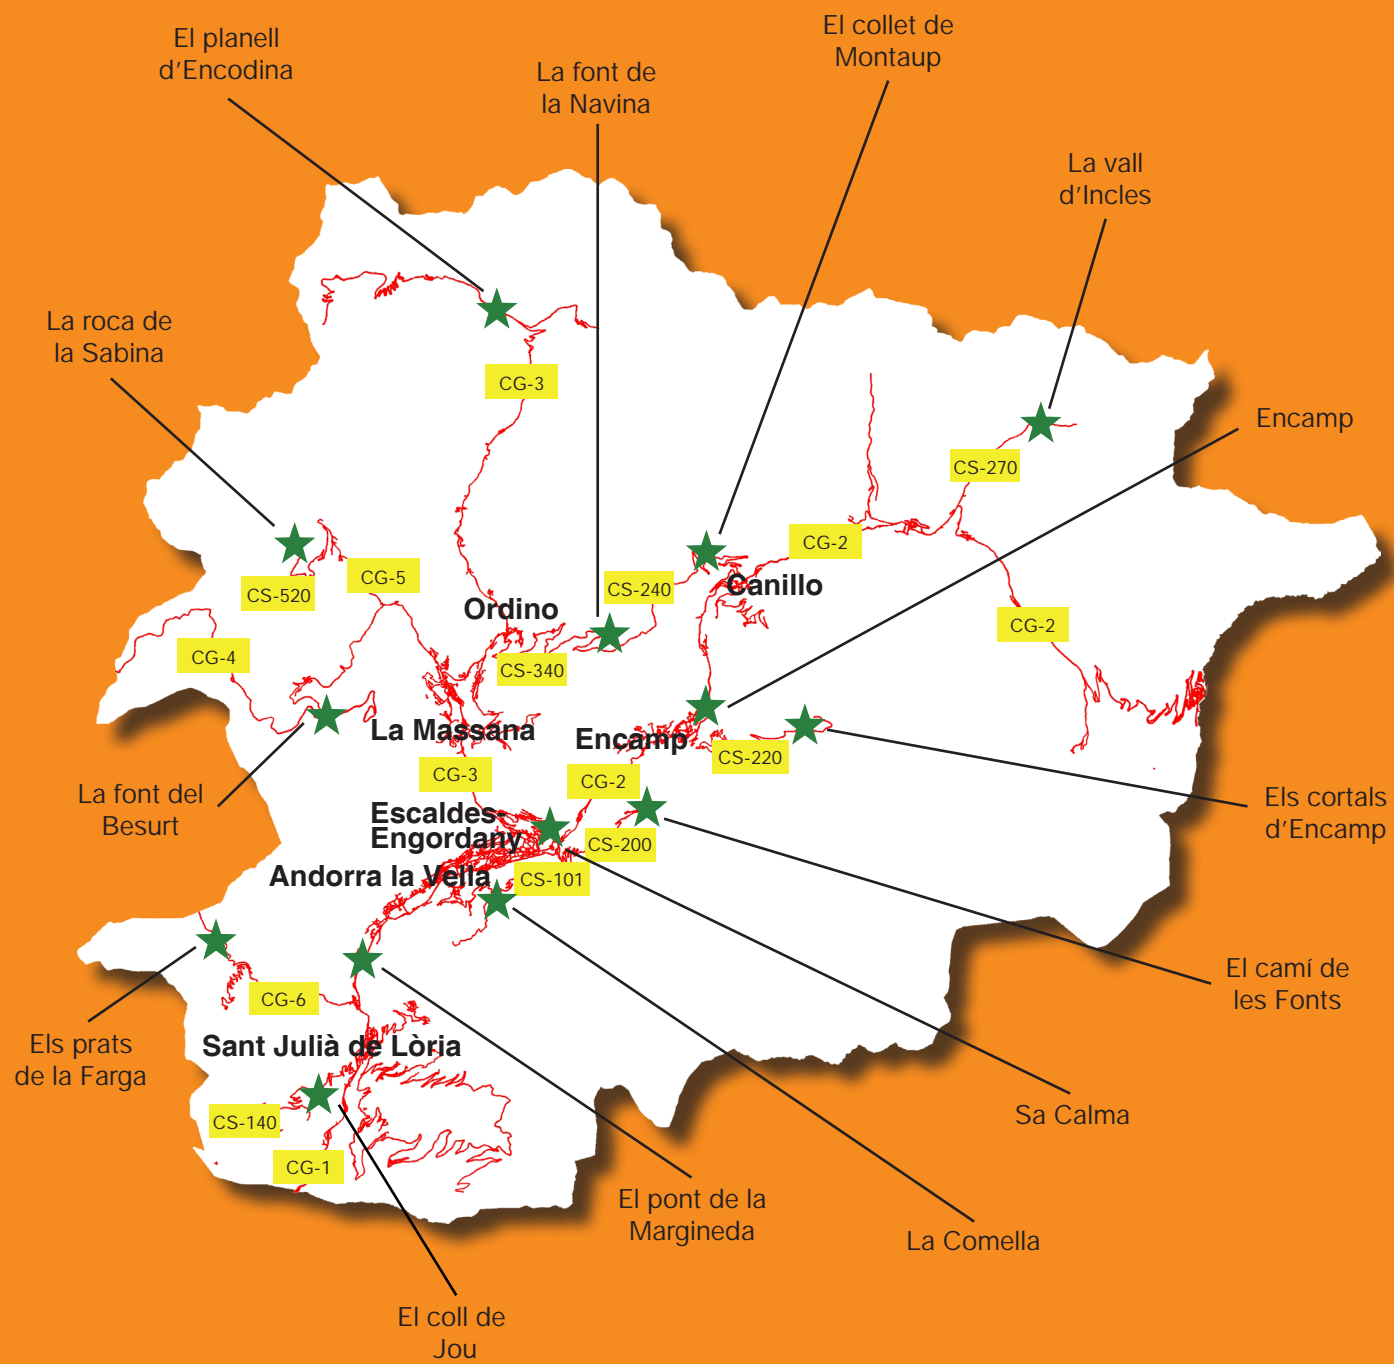 El collet de
Montaup
El planell
d'Encodina
La font de
la Navina
La vall
d'Incles
La roca de
la Sabina
CG-3
Encamp
CS-270
CG-2
CG-5
CS-520
CS-240
Canillo
Ordino
CG-2
CG-4
CS-340
La Massana
Encamp
CS-220
CG-3
CG-2
La font del
Besurt
Els cortals
d'Encamp
Escaldes-
Engordany
CS-200
Andorra la Vella
CS-101
El camí de
les Fonts
CG-6
Els prats
de la Farga
Sant Julià de Lòria
Sa Calma
CS-140
CG-1
El pont de la
Margineda
La Comella
El coll de
Jou